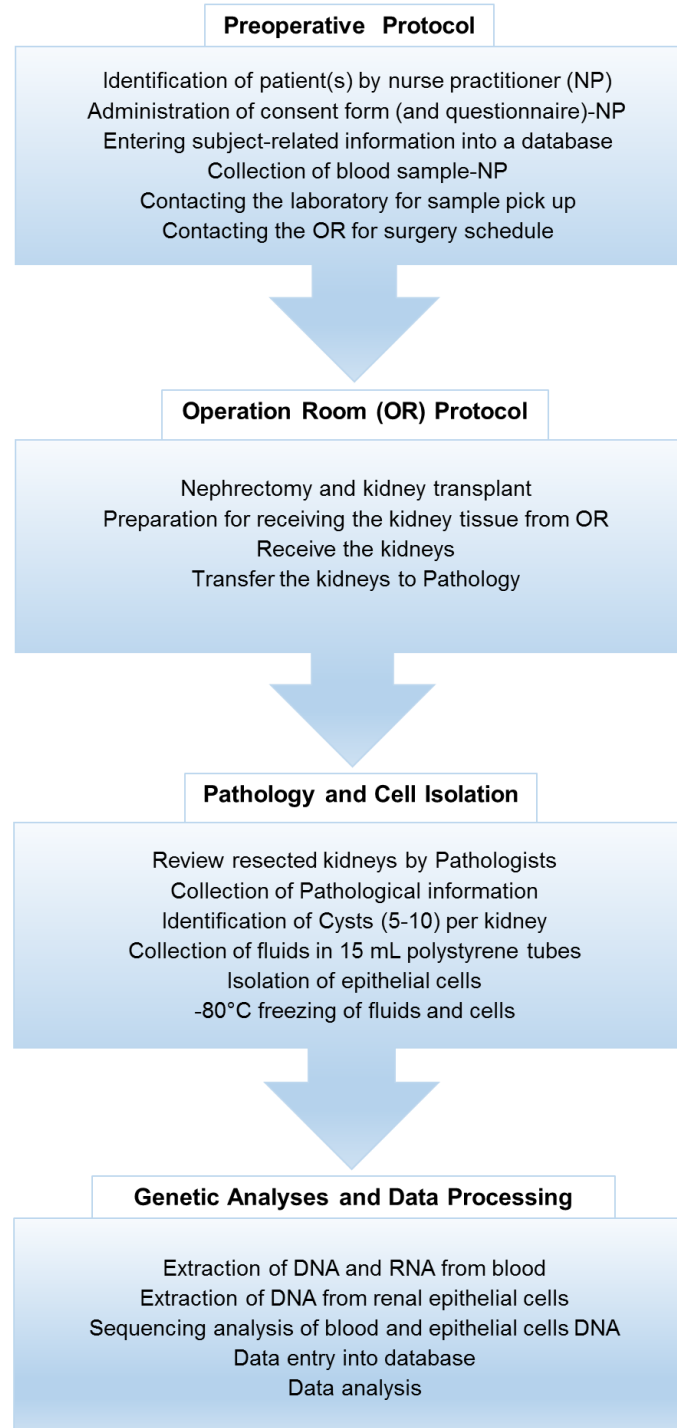 Preoperative Protocol
Identification of patient(s) by nurse practitioner (NP)
Administration of consent form (and questionnaire)-NP
Entering subject-related information into a database
Collection of blood sample-NP
Contacting the laboratory for sample pick up
Contacting the OR for surgery schedule
Operation Room (OR) Protocol
Nephrectomy and kidney transplant
Preparation for receiving the kidney tissue from OR
Receive the kidneys
Transfer the kidneys to Pathology
Pathology and Cell Isolation
Review resected kidneys by Pathologists
Collection of Pathological information
Identification of Cysts (5-10) per kidney
Collection of fluids in 15 mL polystyrene tubes
Isolation of epithelial cells
-80°C freezing of fluids and cells
Genetic Analyses and Data Processing
Extraction of DNA and RNA from blood
Extraction of DNA from renal epithelial cells
Sequencing analysis of blood and epithelial cells DNA
Data entry into database
Data analysis